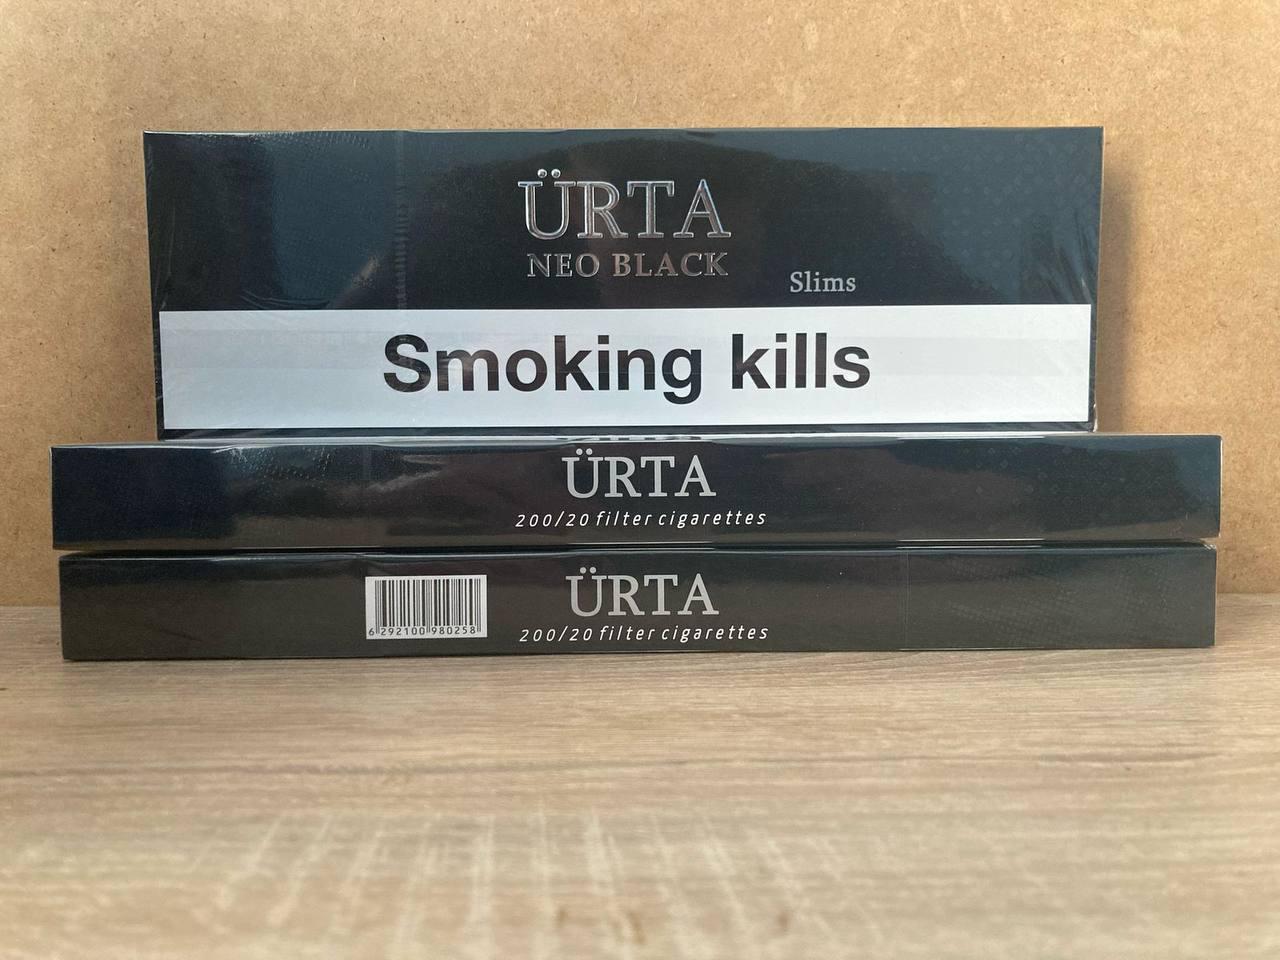 ÜRTA
NEO BLACK
Slims
Smoking kills
ÜRTA
200/20 filter cigarettes
ÜRTA
200/20 filter cigarettes
6 292100 980258